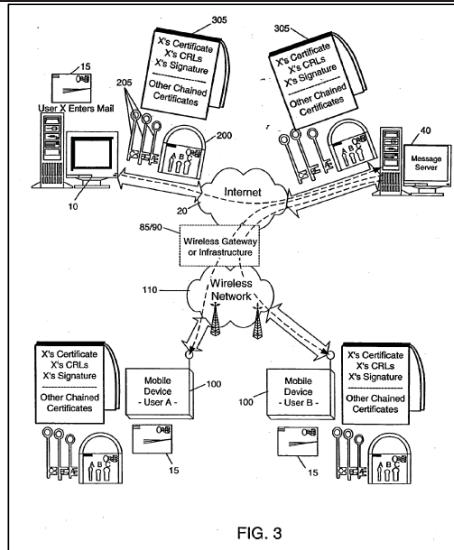 305
X's Certificate
X's CRLs
X's Signature
Other Chained
Certificates
305
X's Certificate
X's CRLs
X's Signature
Other Chained
Certificates
15
User X Enters Mail
205
200
A B C
A B C
40
Message
Server
10
Internet
20
85/90
Wireless Gateway
or Infrastructure
110
Wireless
Network
X's Certificate
X's CRLs
X's Signature
Other Chained
Certificates
100
Mobile
Device
- User A -
15
A B C
100
Mobile
Device
- User B -
15
X's Certificate
X's CRLs
X's Signature
Other Chained
Certificates
A B C
FIG. 3